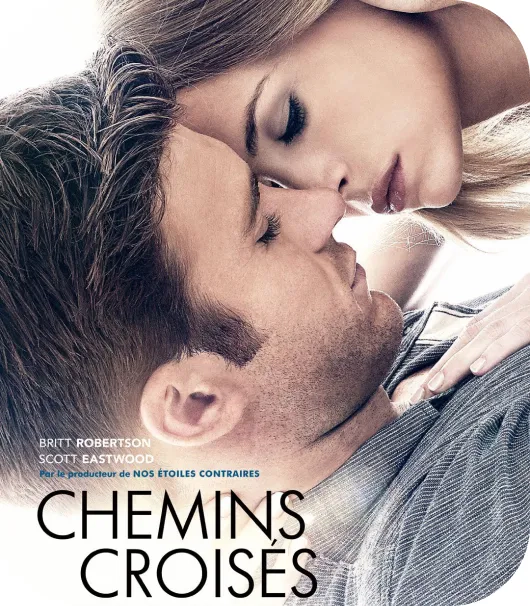 BRITT ROBERTSON
SCOTT EASTWOOD
Par le producteur de NOS ÉTOILES CONTRAIRES
CHEMINS
CROISÉS